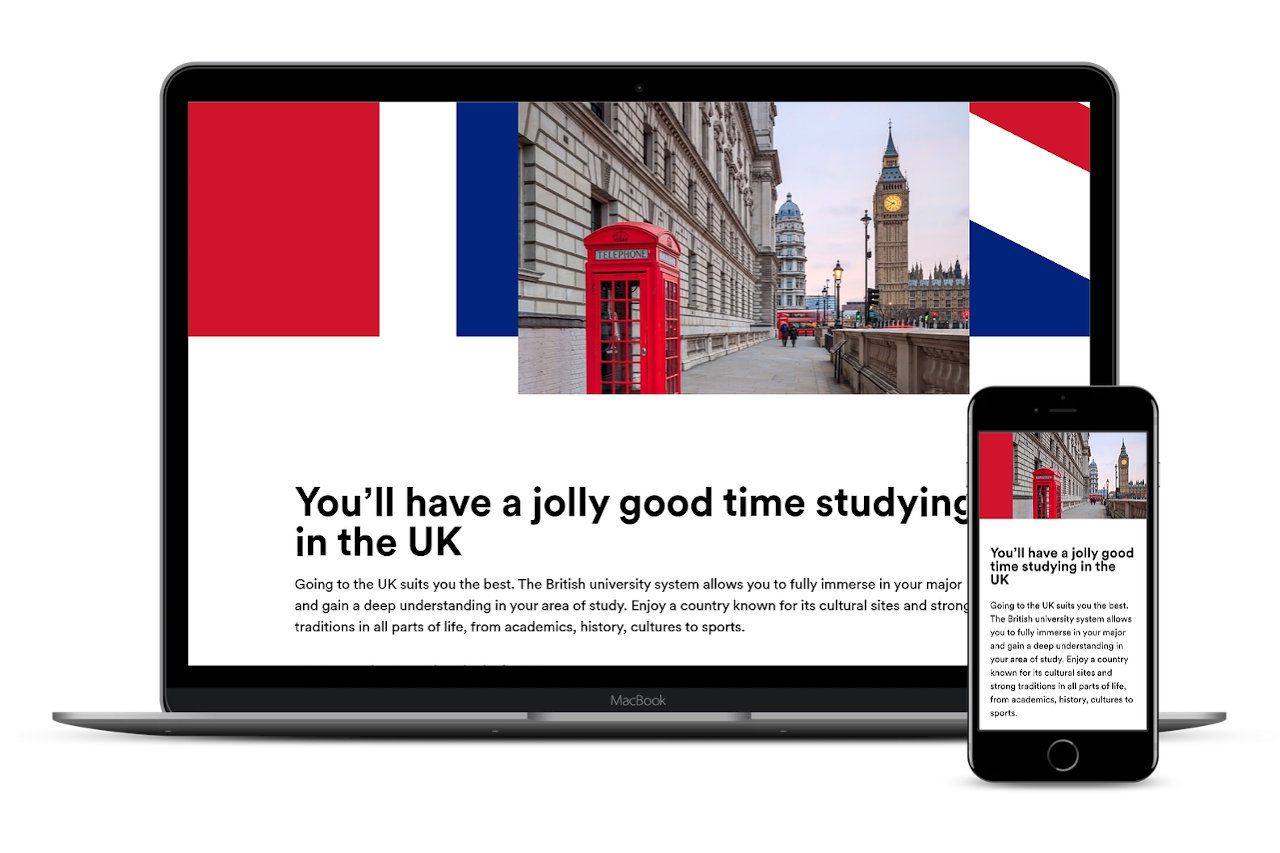 TELEPHONE
You'll have a jolly good time studying
in the UK
Going to the UK suits you the best. The British university system allows you to fully immerse in your major
and gain a deep understanding in your area of study. Enjoy a country known for its cultural sites and strong
traditions in all parts of life, from academics, history, cultures to sports.
MacBook
You'll have a jolly good
time studying in the
UK
Going to the UK suits you the best.
The British university system allows
you to fully immerse in your major
and gain a deep understanding in
your area of study. Enjoy a country
known for its cultural sites and
strong traditions in all parts of life,
from academics, history, cultures to
sports.